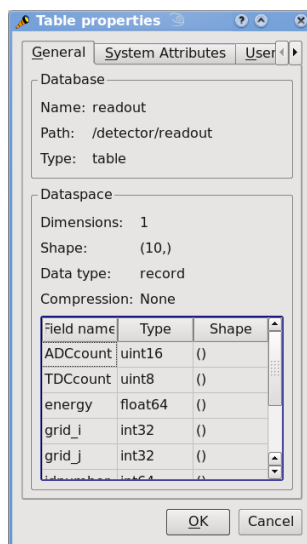 Table properties
General System Attributes User
Database
Name: readout
Path: /detector/readout
Type: table
Dataspace
Dimensions: 1
Shape: (10,)
Data type: record
Compression: None
Field name Type Shape
ADCcount uint16 ()
TDCcount uint8 ()
energy float64 ()
grid_i int32 ()
grid_j int32 ()
idnumber int64 ()
OK Cancel